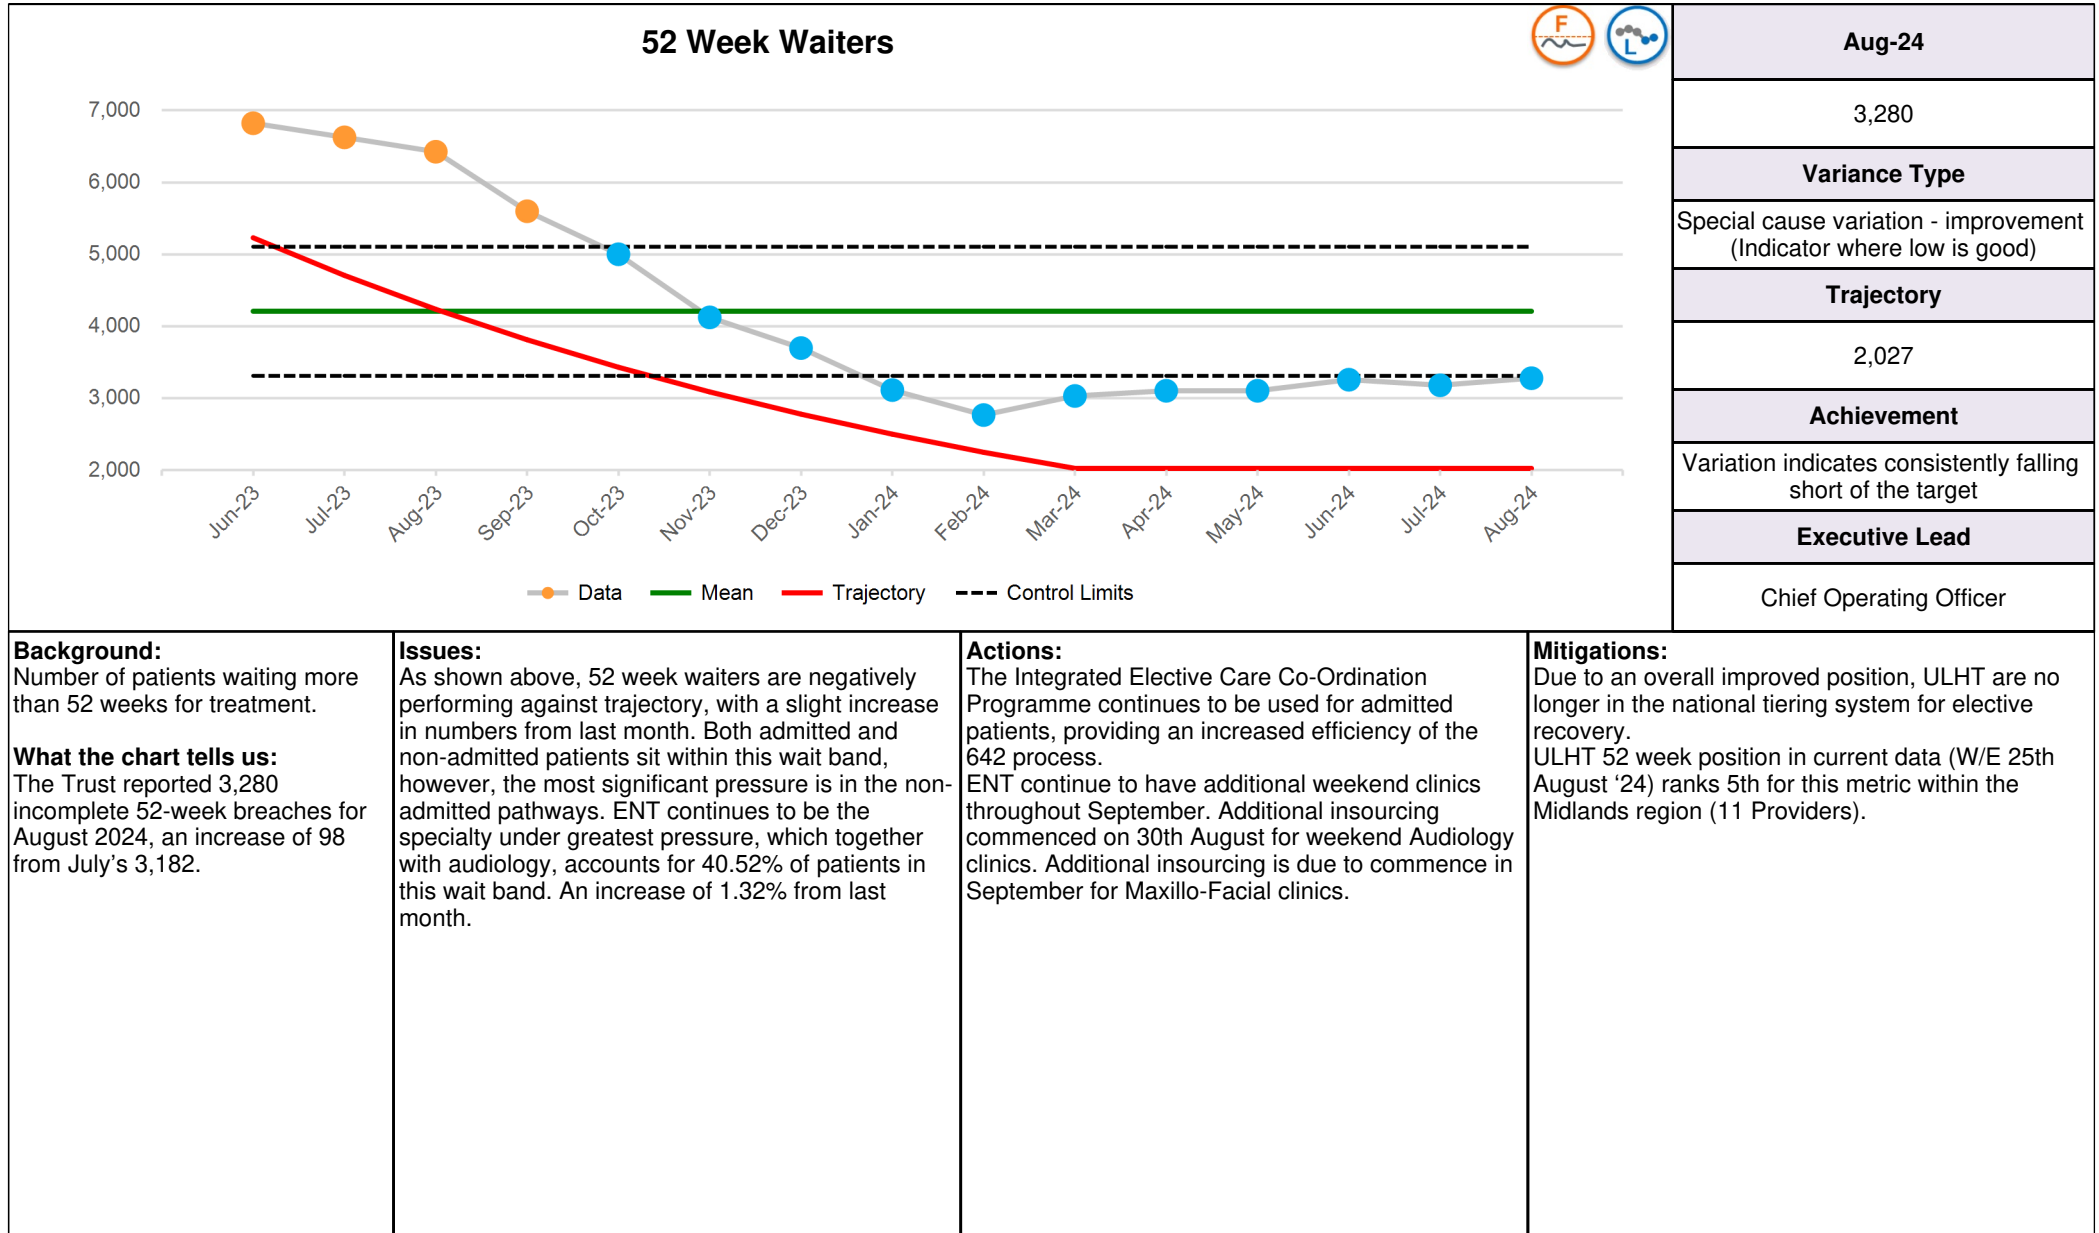 52 Week Waiters
F
L
7,000
6,000
5,000
4,000
3,000
2,000
Jun-23
Jul-23
Aug-23
Sep-23
Oct-23
Nov-23
Dec-23
Jan-24
Feb-24
Mar-24
Apr-24
May-24
Jun-24
Jul-24
Aug-24
Data
Mean
Trajectory
Control Limits
Aug-24
3,280
Variance Type
Special cause variation - improvement
(Indicator where low is good)
Trajectory
2,027
Achievement
Variation indicates consistently falling
short of the target
Executive Lead
Chief Operating Officer
Background:
Number of patients waiting more
than 52 weeks for treatment.
What the chart tells us:
The Trust reported 3,280
incomplete 52-week breaches for
August 2024, an increase of 98
from July’s 3,182.
Issues:
As shown above, 52 week waiters are negatively
performing against trajectory, with a slight increase
in numbers from last month. Both admitted and
non-admitted patients sit within this wait band,
however, the most significant pressure is in the non-
admitted pathways. ENT continues to be the
specialty under greatest pressure, which together
with audiology, accounts for 40.52% of patients in
this wait band. An increase of 1.32% from last
month.
Actions:
The Integrated Elective Care Co-Ordination
Programme continues to be used for admitted
patients, providing an increased efficiency of the
642 process.
ENT continue to have additional weekend clinics
throughout September. Additional insourcing
commenced on 30th August for weekend Audiology
clinics. Additional insourcing is due to commence in
September for Maxillo-Facial clinics.
Mitigations:
Due to an overall improved position, ULHT are no
longer in the national tiering system for elective
recovery.
ULHT 52 week position in current data (W/E 25th
August ‘24) ranks 5th for this metric within the
Midlands region (11 Providers).